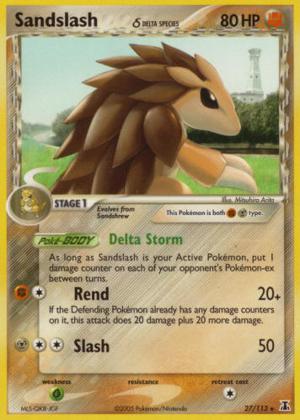 Sandslash δ DELTA SPECIES 80 HP
Illus. Mitsuhiro Arita
STAGE 1 Evolves from Sandshrew
This Pokémon is both type.
Poké-BODY Delta Storm
As long as Sandslash is your Active Pokémon, put 1
damage counter on each of your opponent's Pokémon-ex
between turns.
Rend 20+
If the Defending Pokémon already has any damage counters
on it, this attack does 20 damage plus 20 more damage.
Slash 50
weakness resistance retreat cost
©2005 Pokémon/Nintendo 27/113